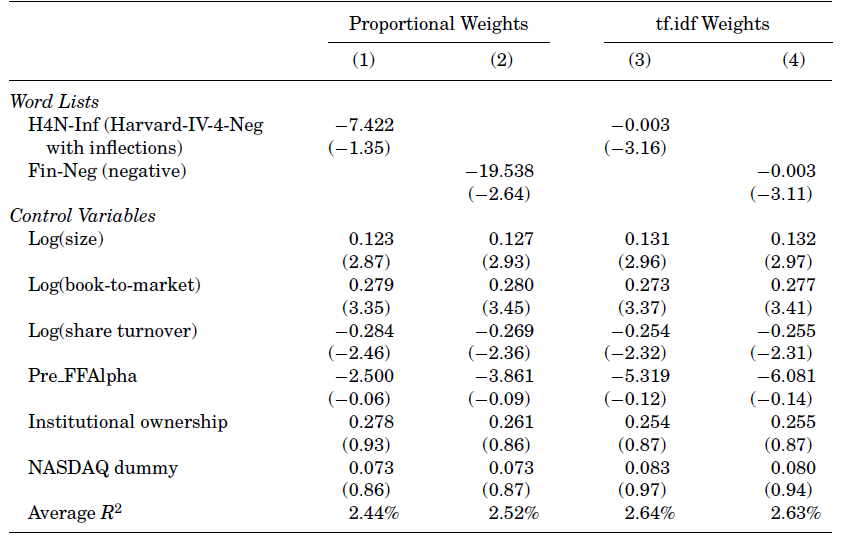 Proportional Weights tf.idf Weights
(1) (2) (3) (4)
Word Lists
H4N-Inf (Harvard-IV-4-Neg −7.422 −0.003
with inflections) (−1.35) (−3.16)
Fin-Neg (negative) −19.538 −0.003
(−2.64) (−3.11)
Control Variables
Log(size) 0.123 0.127 0.131 0.132
(2.87) (2.93) (2.96) (2.97)
Log(book-to-market) 0.279 0.280 0.273 0.277
(3.35) (3.45) (3.37) (3.41)
Log(share turnover) −0.284 −0.269 −0.254 −0.255
(−2.46) (−2.36) (−2.32) (−2.31)
Pre_FFAlpha −2.500 −3.861 −5.319 −6.081
(−0.06) (−0.09) (−0.12) (−0.14)
Institutional ownership 0.278 0.261 0.254 0.255
(0.93) (0.86) (0.87) (0.87)
NASDAQ dummy 0.073 0.073 0.083 0.080
(0.86) (0.87) (0.97) (0.94)
Average R² 2.44% 2.52% 2.64% 2.63%